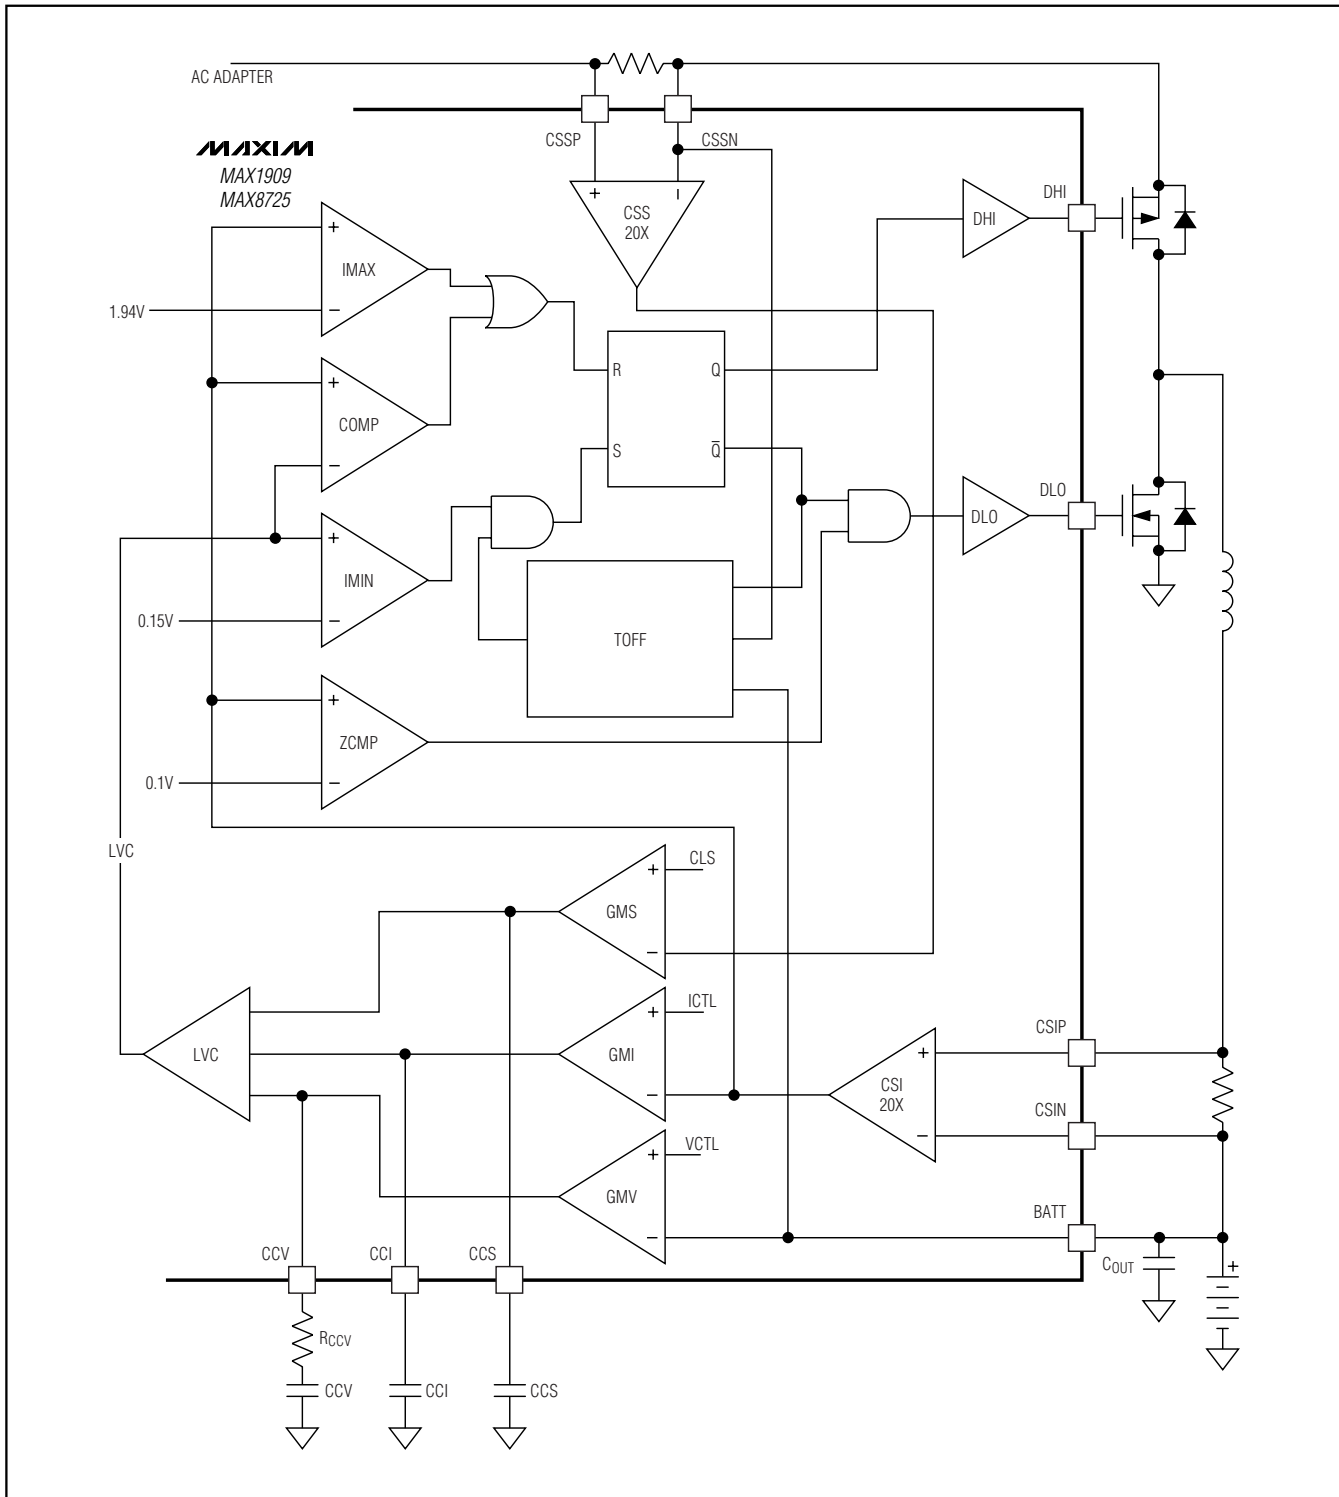 AC ADAPTER
CSSP
CSSN
MAXIM
MAX1909
MAX8725
+
−
CSS
20X
DHI
DHI
+
IMAX
−
1.94V
R
Q
+
COMP
−
S
Q̅
DLO
DLO
+
IMIN
−
0.15V
TOFF
+
ZCMP
−
0.1V
LVC
+
CLS
GMS
−
+
ICTL
GMI
−
LVC
CSIP
+
CSI
20X
−
CSIN
+
VCTL
GMV
−
BATT
CCV
CCI
CCS
COUT
+
RCCV
CCV
CCI
CCS